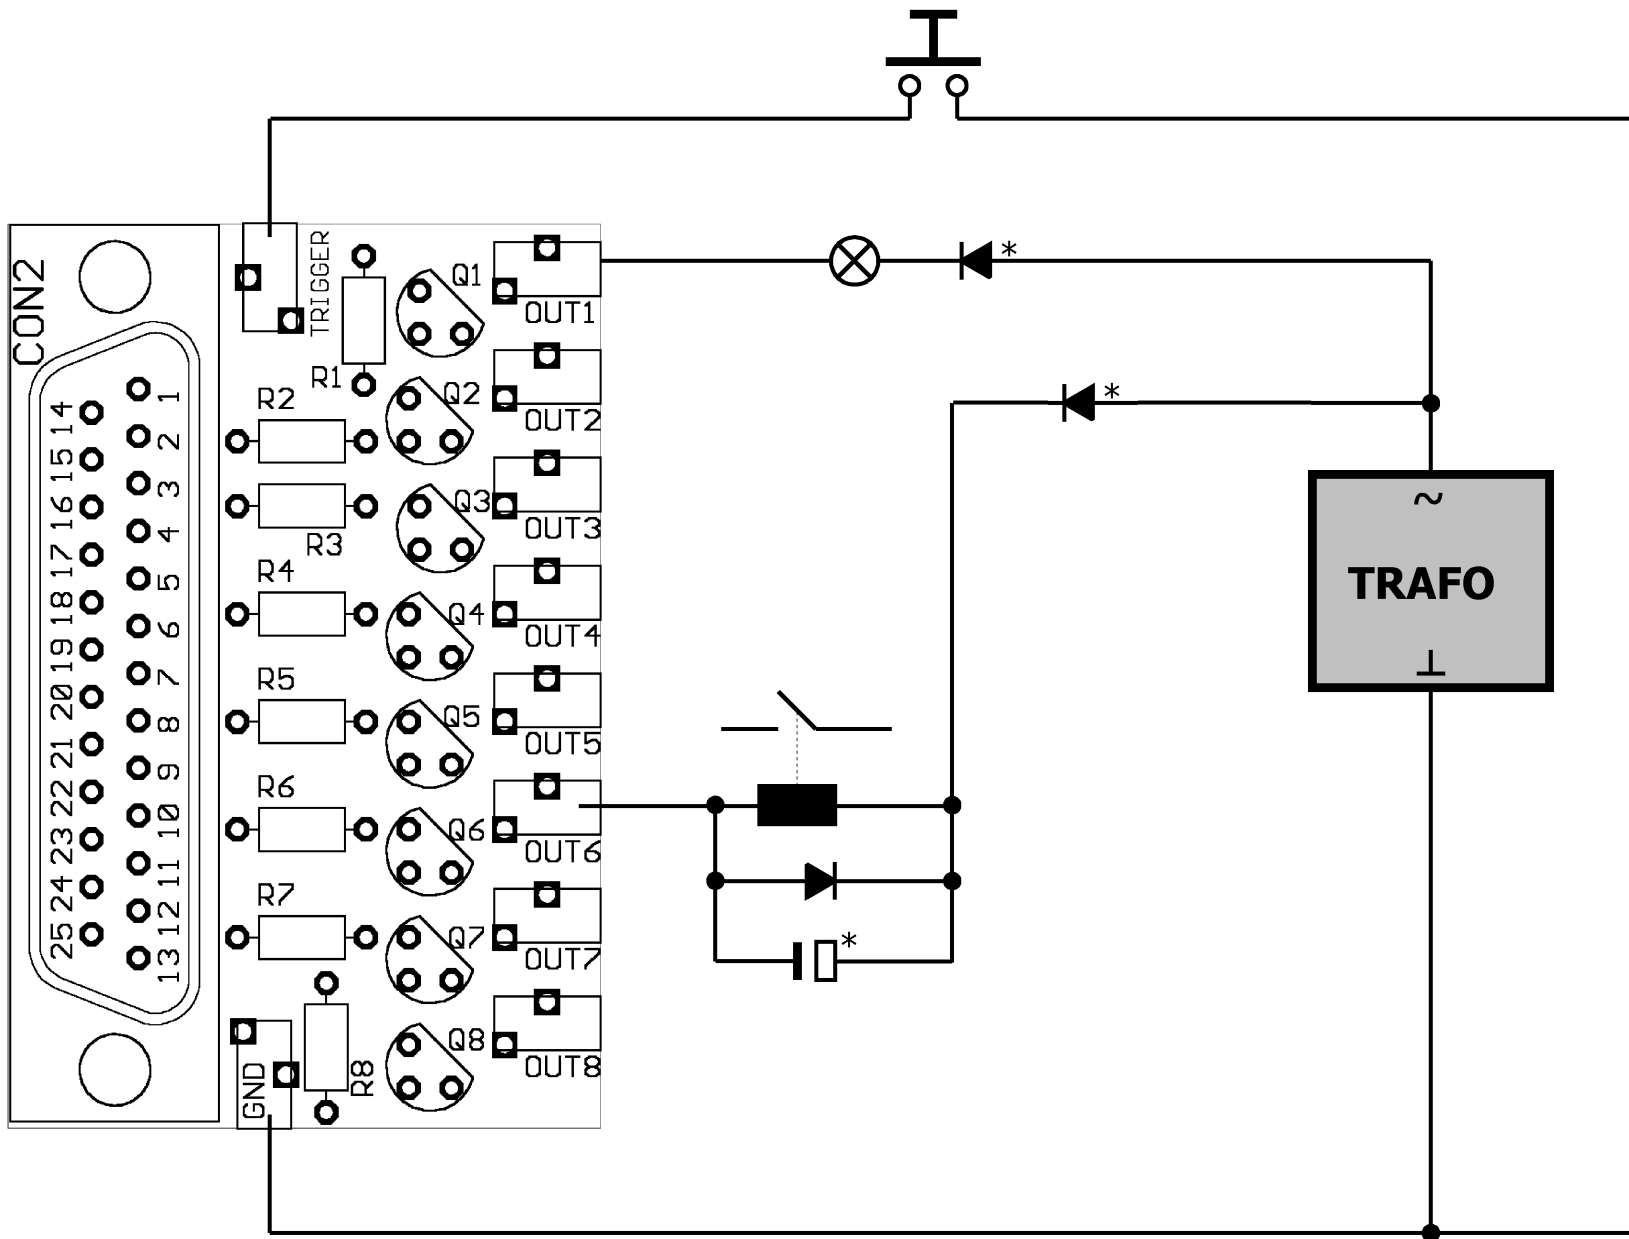 CON2
TRIGGER
R1
R2
R3
R4
R5
R6
R7
R8
GND
Q1
Q2
Q3
Q4
Q5
Q6
Q7
Q8
OUT1
OUT2
OUT3
OUT4
OUT5
OUT6
OUT7
OUT8
14
15
16
17
18
19
20
21
22
23
24
25
1
2
3
4
5
6
7
8
9
10
11
12
13
*
*
*
~
TRAFO
⊥